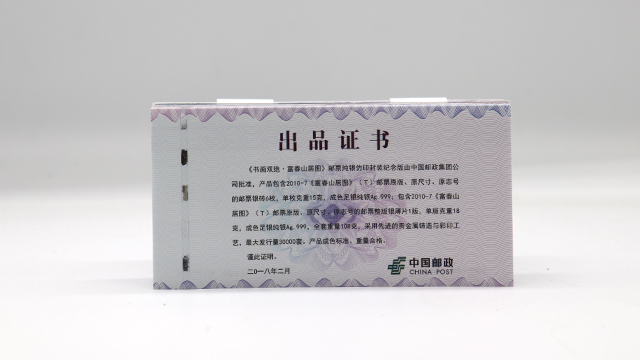 出品证书
《书画双绝·富春山居图》邮票纯银仿印封装纪念版由中国邮政集团公
司批准，产品包含2010-7《富春山居图》（T）邮票原版、原尺寸、原志号
的邮票银砖6枚，单枚克重15克，成色足银纯银Ag.999；包含2010-7《富春山
居图》（T）邮票原版、原尺寸、原志号的邮票整版银薄片1版，单版克重18
克，成色足银纯银Ag.999，全套重量108克。采用先进的贵金属铸造与彩印工
艺，最大发行量30000套。产品成色标准，重量合格。
谨此证明。
二〇一八年二月
中国邮政
CHINA POST